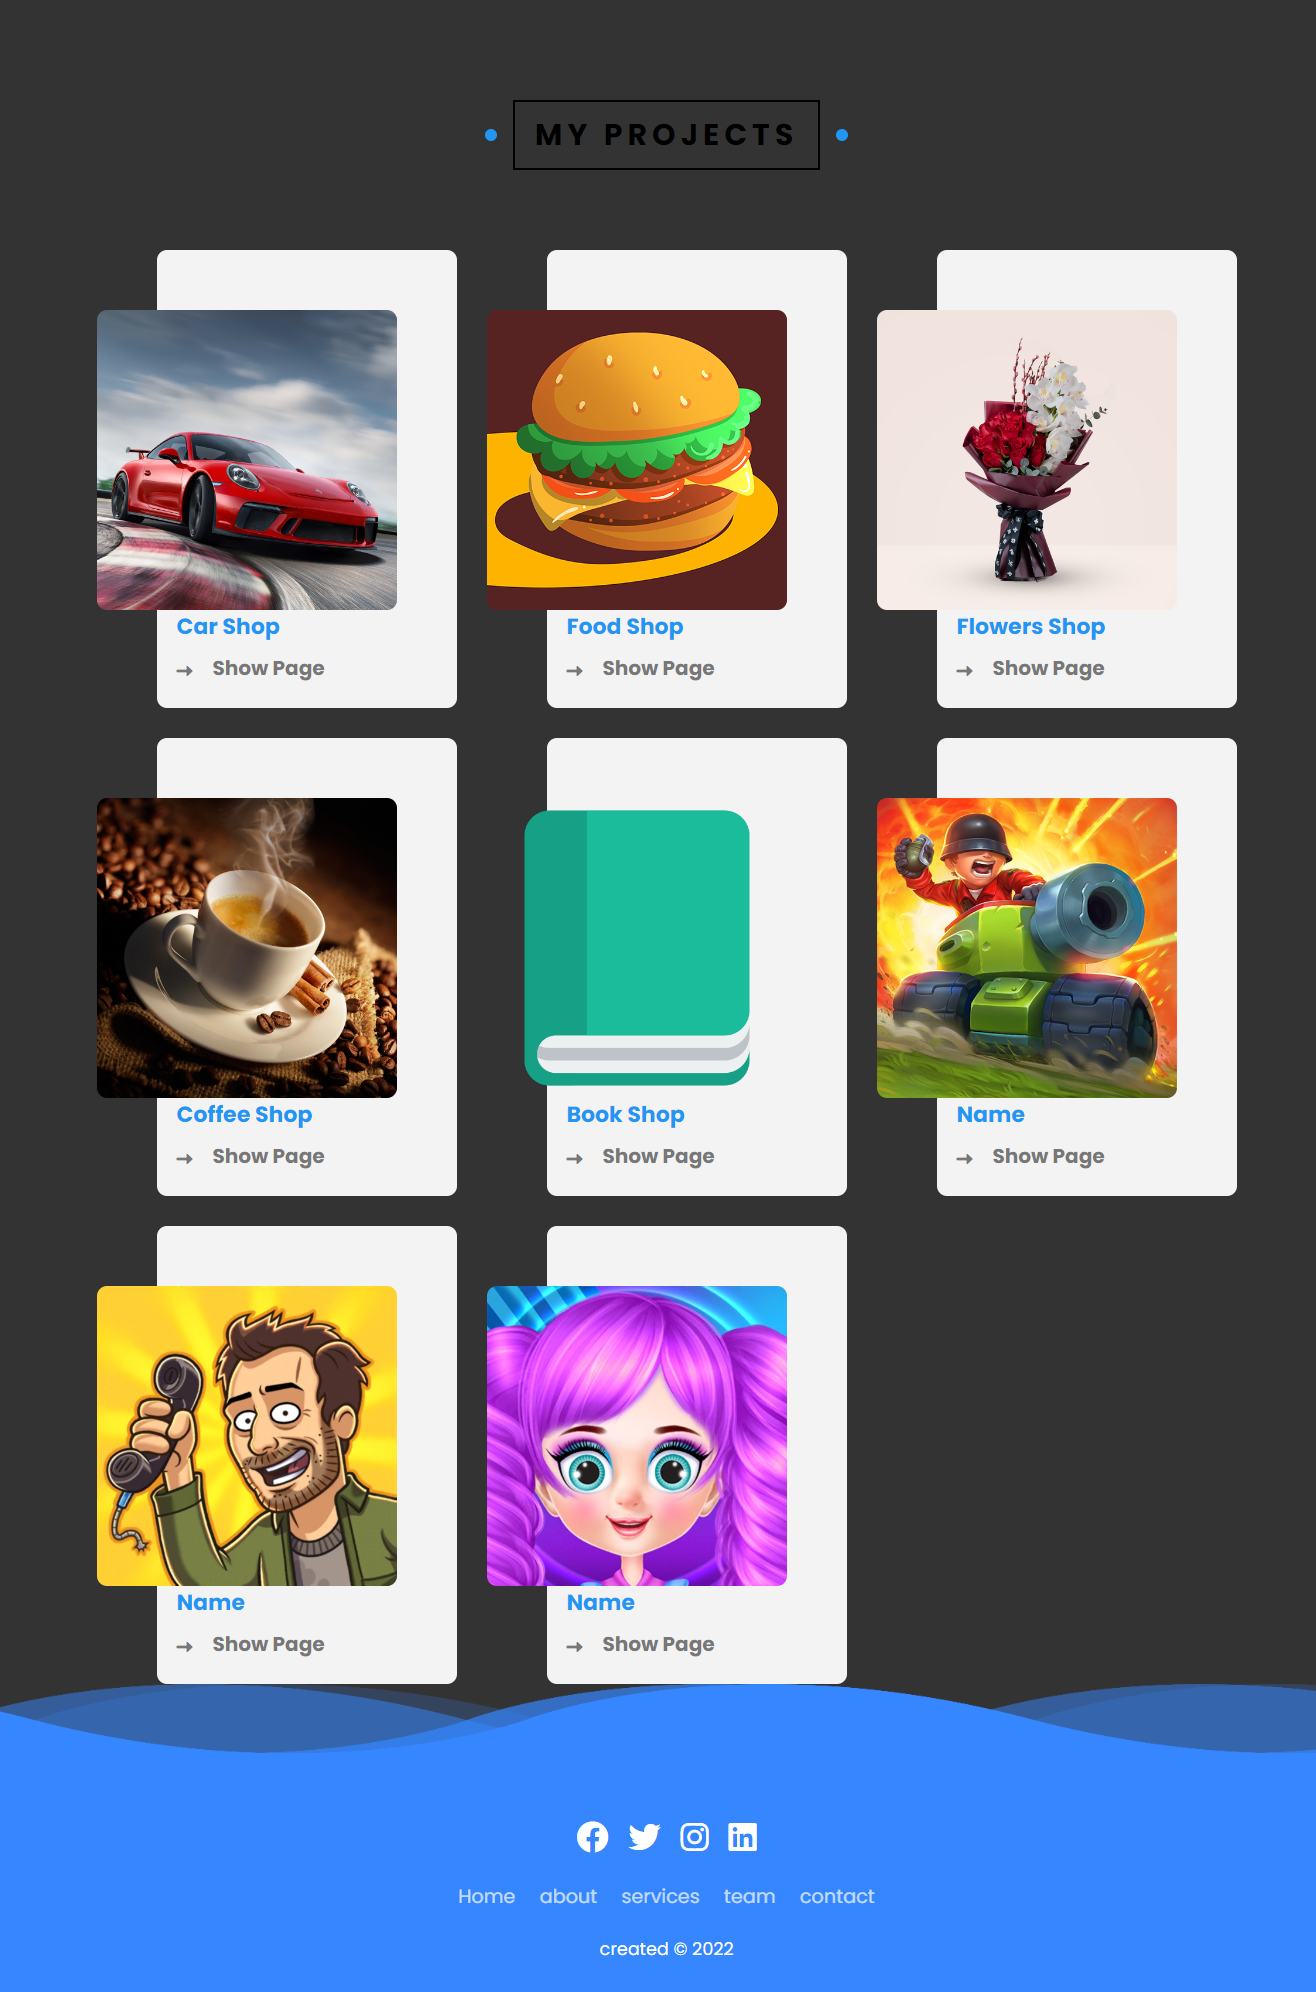 MY PROJECTS
Car Shop
→ Show Page
Food Shop
→ Show Page
Flowers Shop
→ Show Page
Coffee Shop
→ Show Page
Book Shop
→ Show Page
Name
→ Show Page
Name
→ Show Page
Name
→ Show Page
Home about services team contact
created © 2022